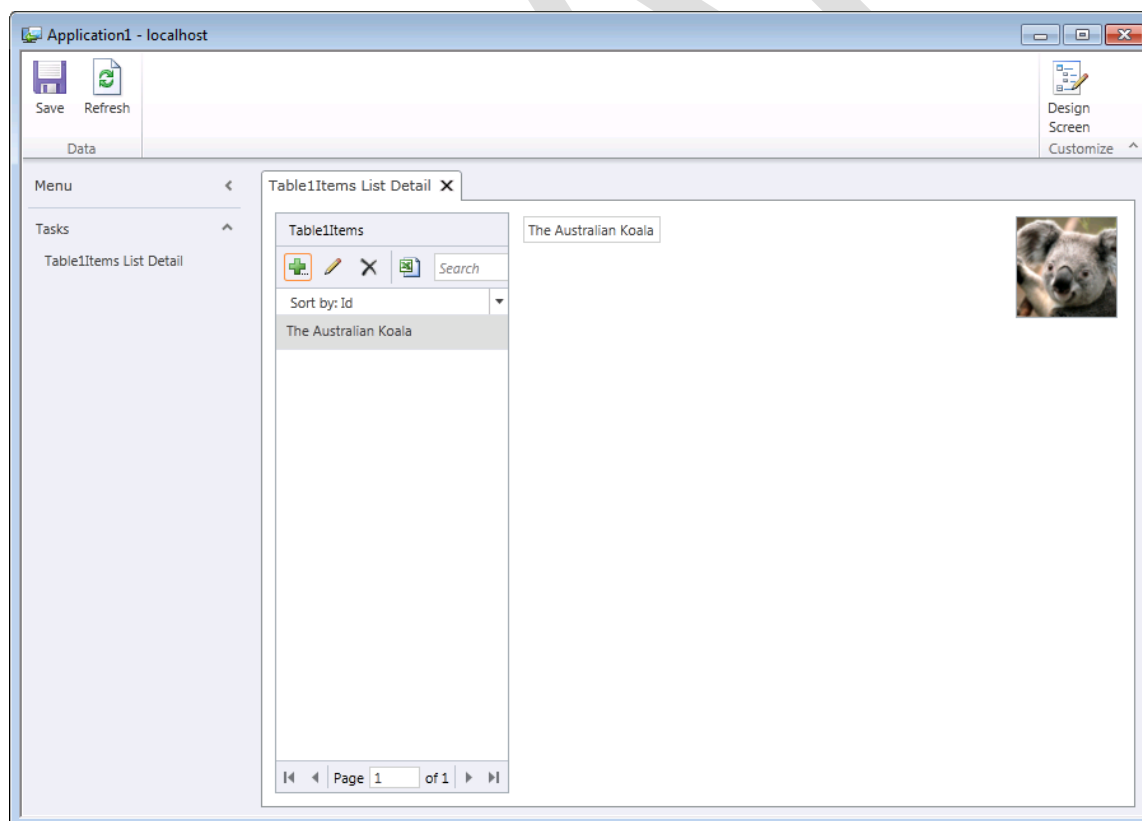 Application1 - localhost
Save Refresh
Design
Screen
Data
Customize
Menu
Table1Items List Detail
Tasks
Table1Items List Detail
Table1Items
Search
Sort by: Id
The Australian Koala
Page 1 of 1
The Australian Koala